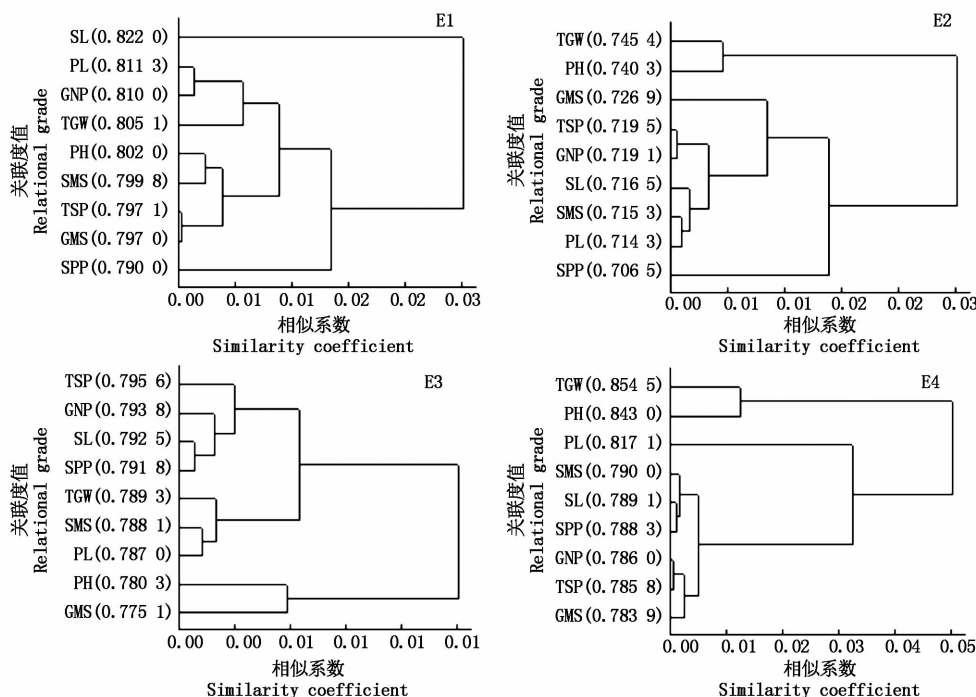 E1
SL(0.822 0)
PL(0.811 3)
GNP(0.810 0)
TGW(0.805 1)
PH(0.802 0)
SMS(0.799 8)
TSP(0.797 1)
GMS(0.797 0)
SPP(0.790 0)
关联度值
Relational grade
0.00 0.01 0.01 0.02 0.02 0.03
相似系数
Similarity coefficient
E2
TGW(0.745 4)
PH(0.740 3)
GMS(0.726 9)
TSP(0.719 5)
GNP(0.719 1)
SL(0.716 5)
SMS(0.715 3)
PL(0.714 3)
SPP(0.706 5)
关联度值
Relational grade
0.00 0.01 0.01 0.02 0.02 0.03
相似系数
Similarity coefficient
E3
TSP(0.795 6)
GNP(0.793 8)
SL(0.792 5)
SPP(0.791 8)
TGW(0.789 3)
SMS(0.788 1)
PL(0.787 0)
PH(0.780 3)
GMS(0.775 1)
关联度值
Relational grade
0.00 0.00 0.01 0.01 0.01 0.01
相似系数
Similarity coefficient
E4
TGW(0.854 5)
PH(0.843 0)
PL(0.817 1)
SMS(0.790 0)
SL(0.789 1)
SPP(0.788 3)
GNP(0.786 0)
TSP(0.785 8)
GMS(0.783 9)
关联度值
Relational grade
0.00 0.01 0.02 0.03 0.04 0.05
相似系数
Similarity coefficient